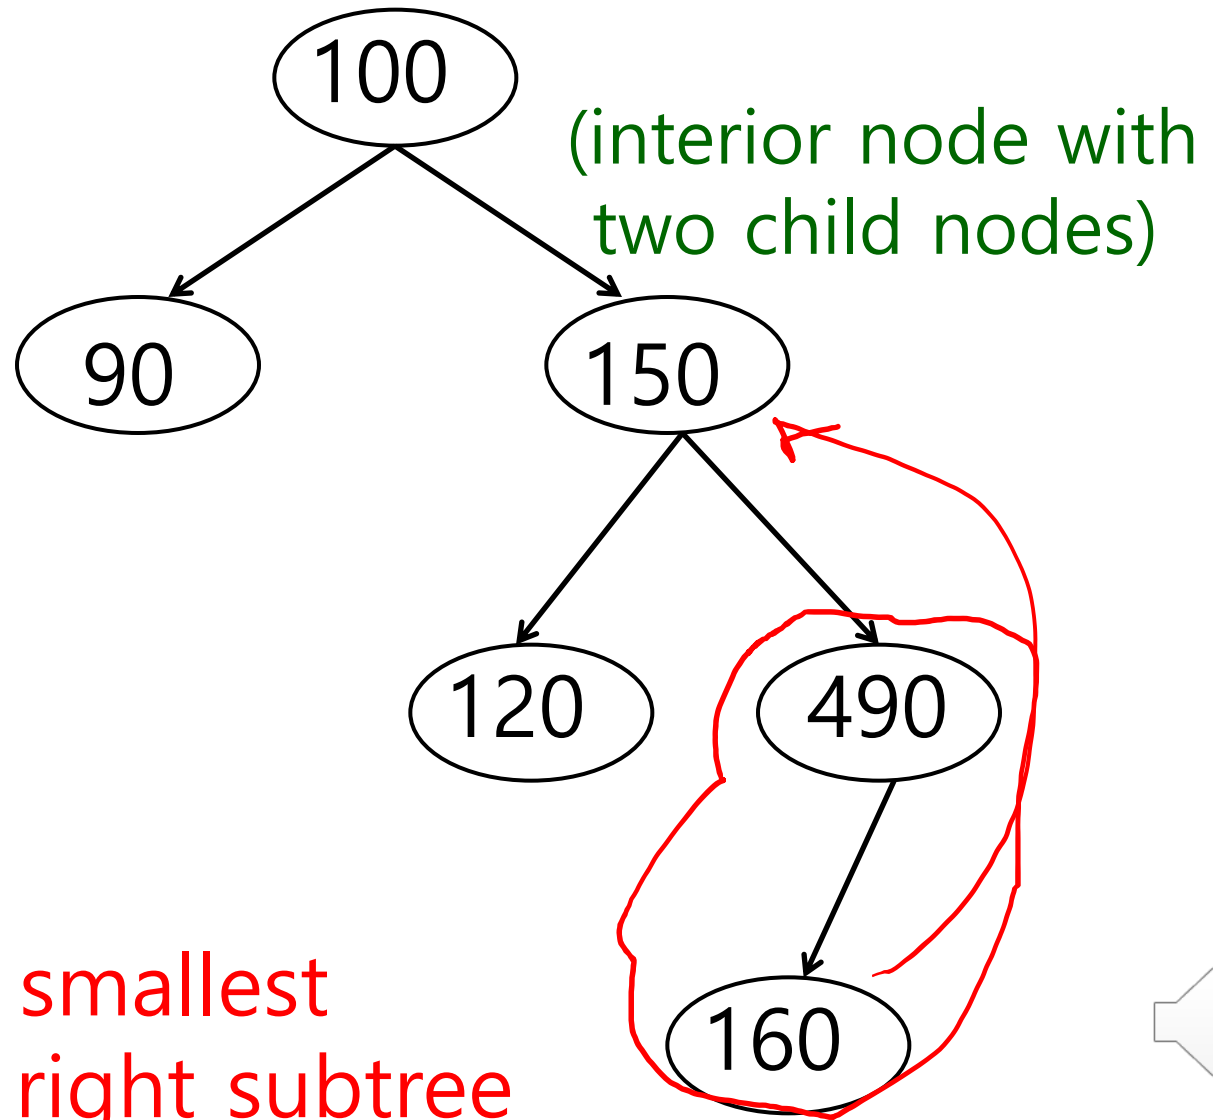 100
(interior node with
two child nodes)
90
150
120
490
160
smallest
right subtree